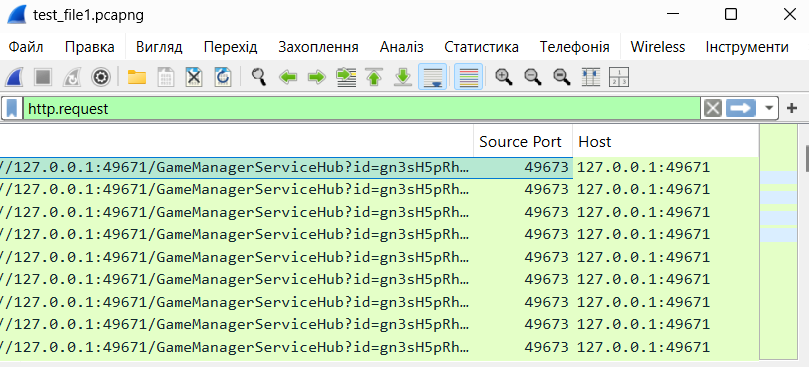 test_file1.pcapng
Файл Правка Вигляд Перехід Захоплення Аналіз Статистика Телефонія Wireless Інструменти
http.request
Source Port Host
//127.0.0.1:49671/GameManagerServiceHub?id=gn3sH5pRh… 49673 127.0.0.1:49671
//127.0.0.1:49671/GameManagerServiceHub?id=gn3sH5pRh… 49673 127.0.0.1:49671
//127.0.0.1:49671/GameManagerServiceHub?id=gn3sH5pRh… 49673 127.0.0.1:49671
//127.0.0.1:49671/GameManagerServiceHub?id=gn3sH5pRh… 49673 127.0.0.1:49671
//127.0.0.1:49671/GameManagerServiceHub?id=gn3sH5pRh… 49673 127.0.0.1:49671
//127.0.0.1:49671/GameManagerServiceHub?id=gn3sH5pRh… 49673 127.0.0.1:49671
//127.0.0.1:49671/GameManagerServiceHub?id=gn3sH5pRh… 49673 127.0.0.1:49671
//127.0.0.1:49671/GameManagerServiceHub?id=gn3sH5pRh… 49673 127.0.0.1:49671
//127.0.0.1:49671/GameManagerServiceHub?id=gn3sH5pRh… 49673 127.0.0.1:49671